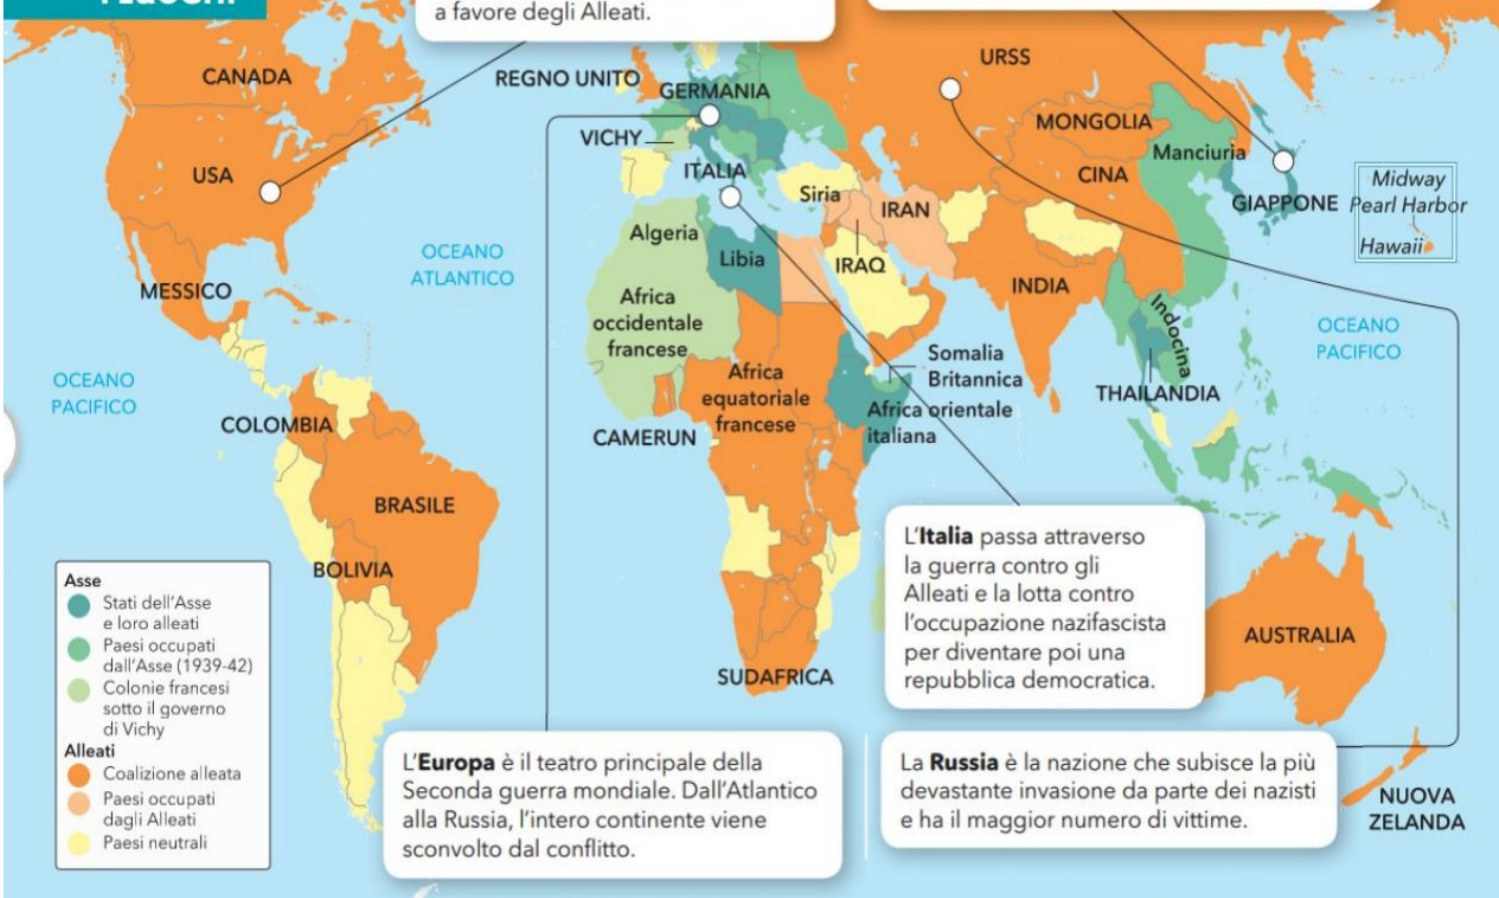 I LUOGHI
a favore degli Alleati.
CANADA
REGNO UNITO
GERMANIA
URSS
VICHY
MONGOLIA
Manciuria
USA
ITALIA
Siria
IRAN
CINA
GIAPPONE
Midway
Pearl Harbor
Hawaii
OCEANO
ATLANTICO
Algeria
Libia
IRAQ
INDIA
MESSICO
Africa
occidentale
francese
Indocina
OCEANO
PACIFICO
OCEANO
PACIFICO
Somalia
Britannica
Africa
equatoriale
francese
THAILANDIA
COLOMBIA
CAMERUN
Africa orientale
italiana
BRASILE
BOLIVIA
L'Italia passa attraverso
la guerra contro gli
Alleati e la lotta contro
l'occupazione nazifascista
per diventare poi una
repubblica democratica.
AUSTRALIA
SUDAFRICA
Asse
Stati dell'Asse
e loro alleati
Paesi occupati
dall'Asse (1939-42)
Colonie francesi
sotto il governo
di Vichy
Alleati
Coalizione alleata
Paesi occupati
dagli Alleati
Paesi neutrali
L'Europa è il teatro principale della
Seconda guerra mondiale. Dall'Atlantico
alla Russia, l'intero continente viene
sconvolto dal conflitto.
La Russia è la nazione che subisce la più
devastante invasione da parte dei nazisti
e ha il maggior numero di vittime.
NUOVA
ZELANDA